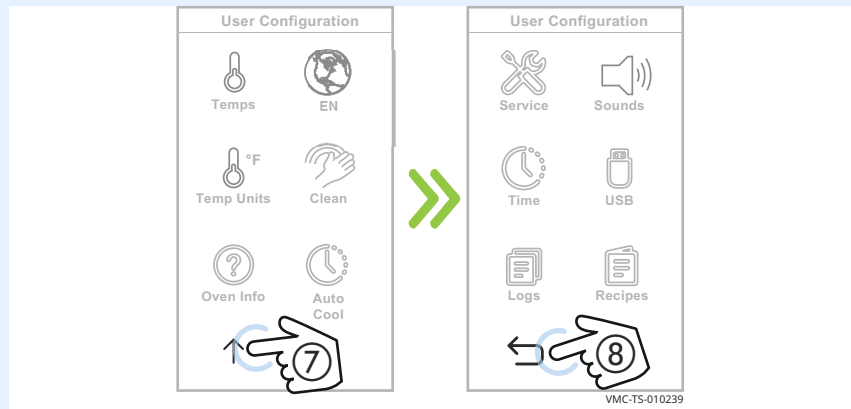 User Configuration
Temps
EN
°F
Temp Units
Clean
?
Oven Info
Auto
Cool
7
User Configuration
Service
Sounds
Time
USB
Logs
Recipes
8
VMC-TS-010239